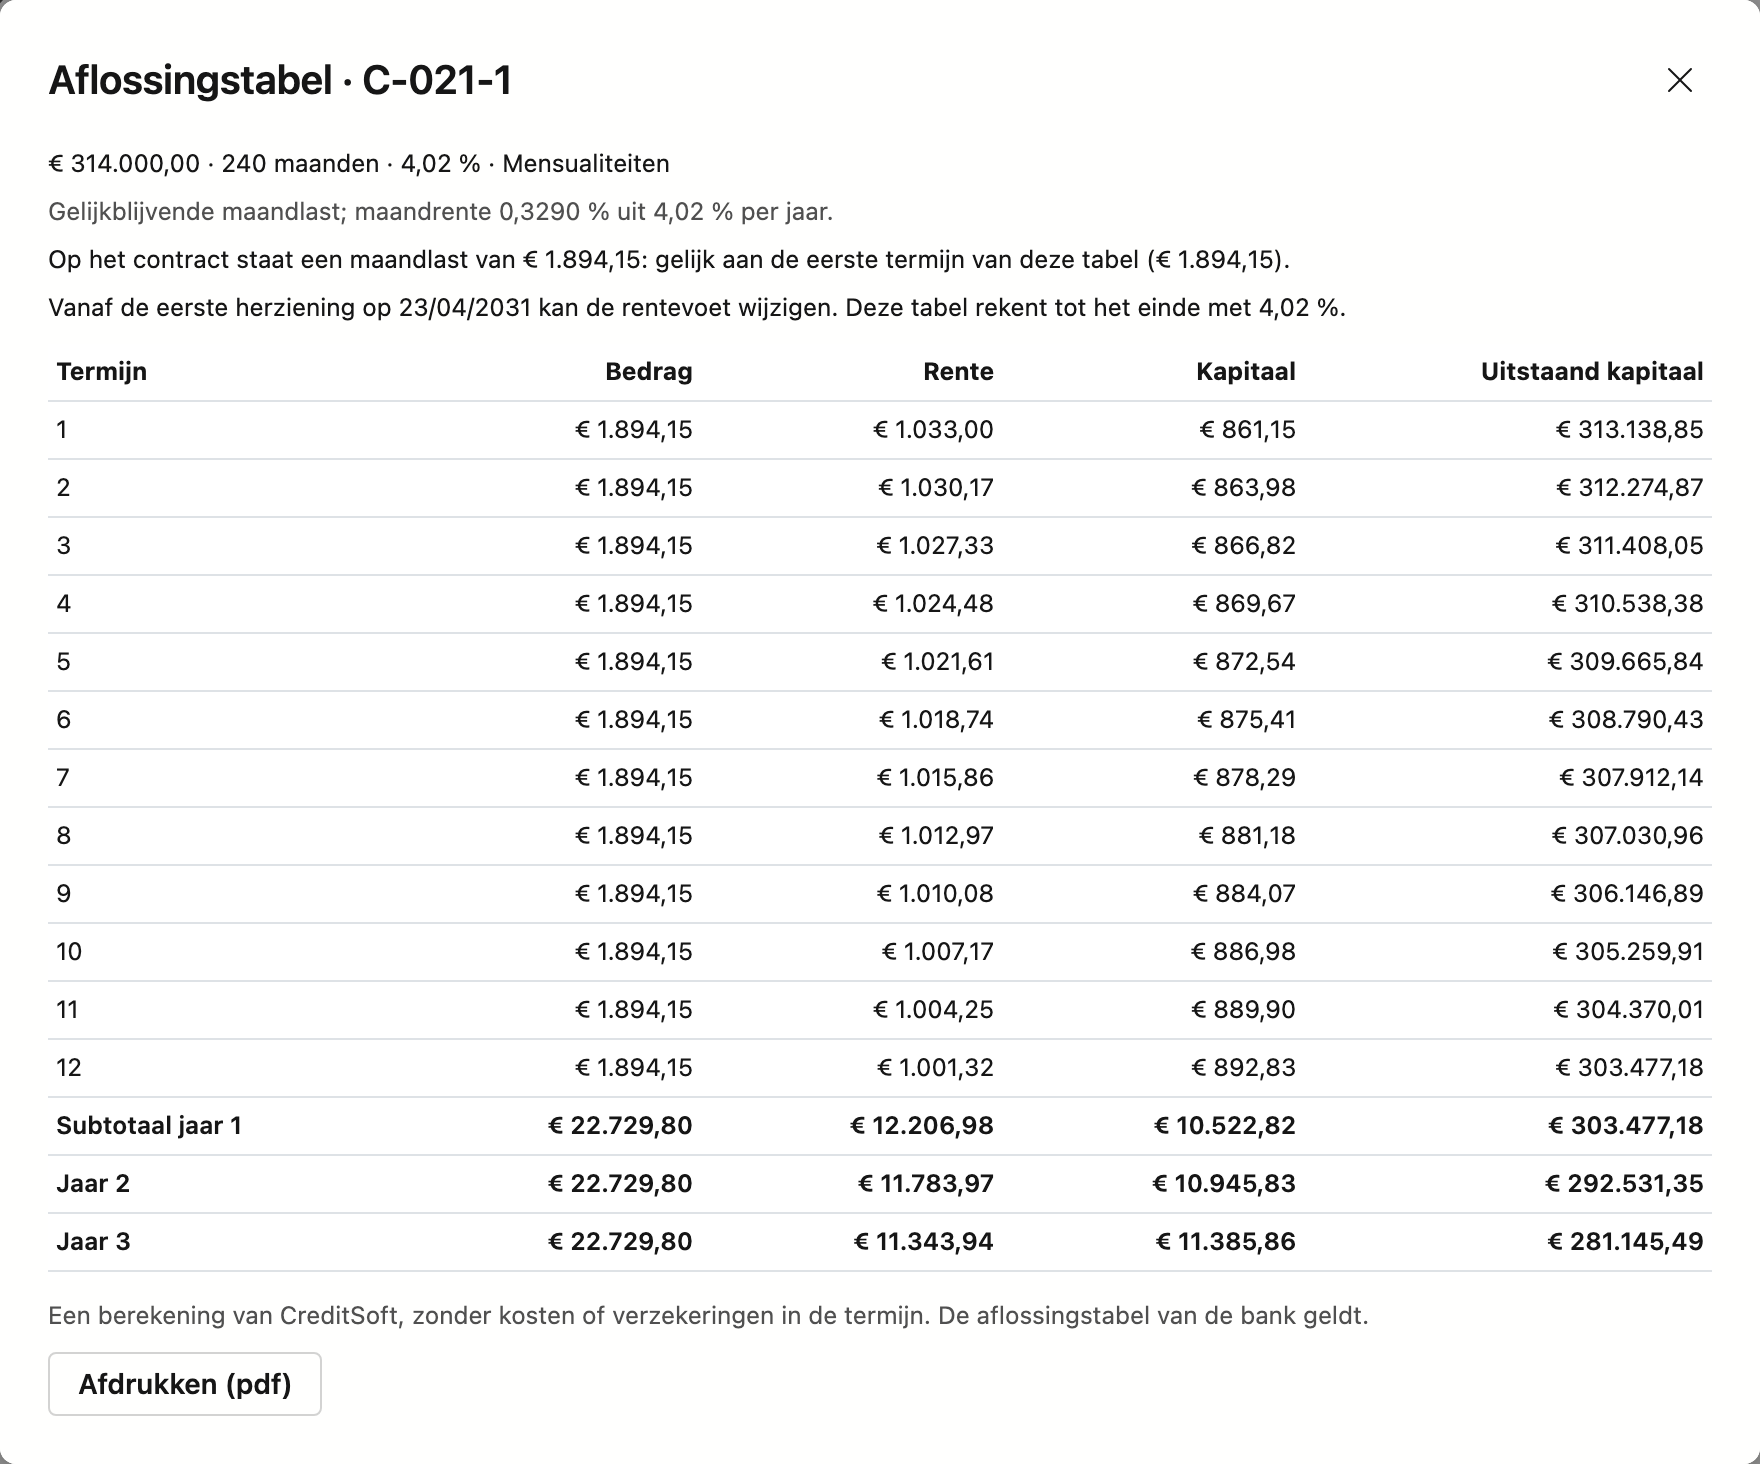 Aflossingstabel · C-021-1
€ 314.000,00 · 240 maanden · 4,02 % · Mensualiteiten
Gelijkblijvende maandlast; maandrente 0,3290 % uit 4,02 % per jaar.
Op het contract staat een maandlast van € 1.894,15: gelijk aan de eerste termijn van deze tabel (€ 1.894,15).
Vanaf de eerste herziening op 23/04/2031 kan de rentevoet wijzigen. Deze tabel rekent tot het einde met 4,02 %.
Termijn Bedrag Rente Kapitaal Uitstaand kapitaal
1 € 1.894,15 € 1.033,00 € 861,15 € 313.138,85
2 € 1.894,15 € 1.030,17 € 863,98 € 312.274,87
3 € 1.894,15 € 1.027,33 € 866,82 € 311.408,05
4 € 1.894,15 € 1.024,48 € 869,67 € 310.538,38
5 € 1.894,15 € 1.021,61 € 872,54 € 309.665,84
6 € 1.894,15 € 1.018,74 € 875,41 € 308.790,43
7 € 1.894,15 € 1.015,86 € 878,29 € 307.912,14
8 € 1.894,15 € 1.012,97 € 881,18 € 307.030,96
9 € 1.894,15 € 1.010,08 € 884,07 € 306.146,89
10 € 1.894,15 € 1.007,17 € 886,98 € 305.259,91
11 € 1.894,15 € 1.004,25 € 889,90 € 304.370,01
12 € 1.894,15 € 1.001,32 € 892,83 € 303.477,18
Subtotaal jaar 1 € 22.729,80 € 12.206,98 € 10.522,82 € 303.477,18
Jaar 2 € 22.729,80 € 11.783,97 € 10.945,83 € 292.531,35
Jaar 3 € 22.729,80 € 11.343,94 € 11.385,86 € 281.145,49
Een berekening van CreditSoft, zonder kosten of verzekeringen in de termijn. De aflossingstabel van de bank geldt.
Afdrukken (pdf)